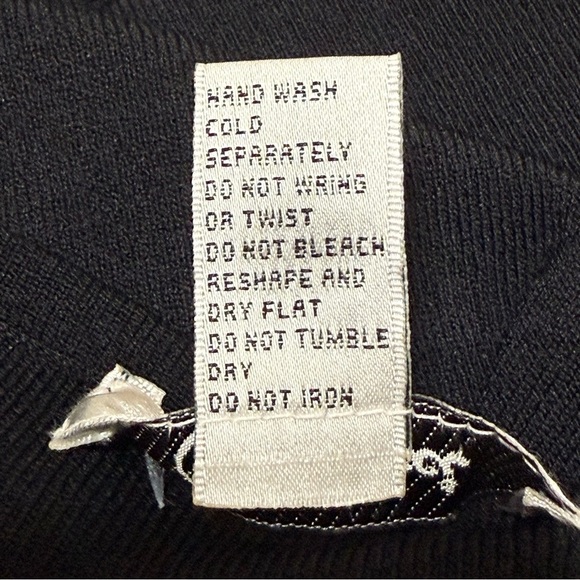 HAND WASH
COLD
SEPARATELY
DO NOT WRING
OR TWIST
DO NOT BLEACH
RESHAPE AND
DRY FLAT
DO NOT TUMBLE
DRY
DO NOT IRON